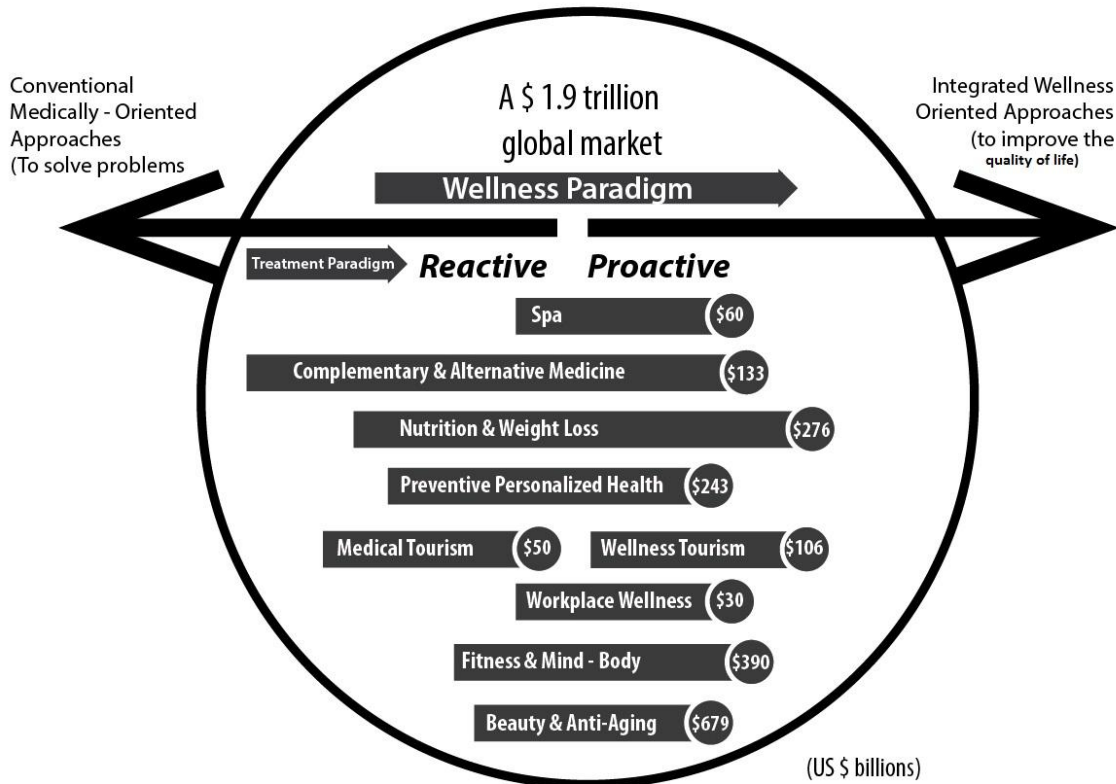 Conventional
Medically - Oriented
Approaches
(To solve problems
A $ 1.9 trillion
global market
Integrated Wellness
Oriented Approaches
(to improve the
quality of life)
Wellness Paradigm
Treatment Paradigm
Reactive
Proactive
Spa
$60
Complementary & Alternative Medicine
$133
Nutrition & Weight Loss
$276
Preventive Personalized Health
$243
Medical Tourism
$50
Wellness Tourism
$106
Workplace Wellness
$30
Fitness & Mind - Body
$390
Beauty & Anti-Aging
$679
(US $ billions)